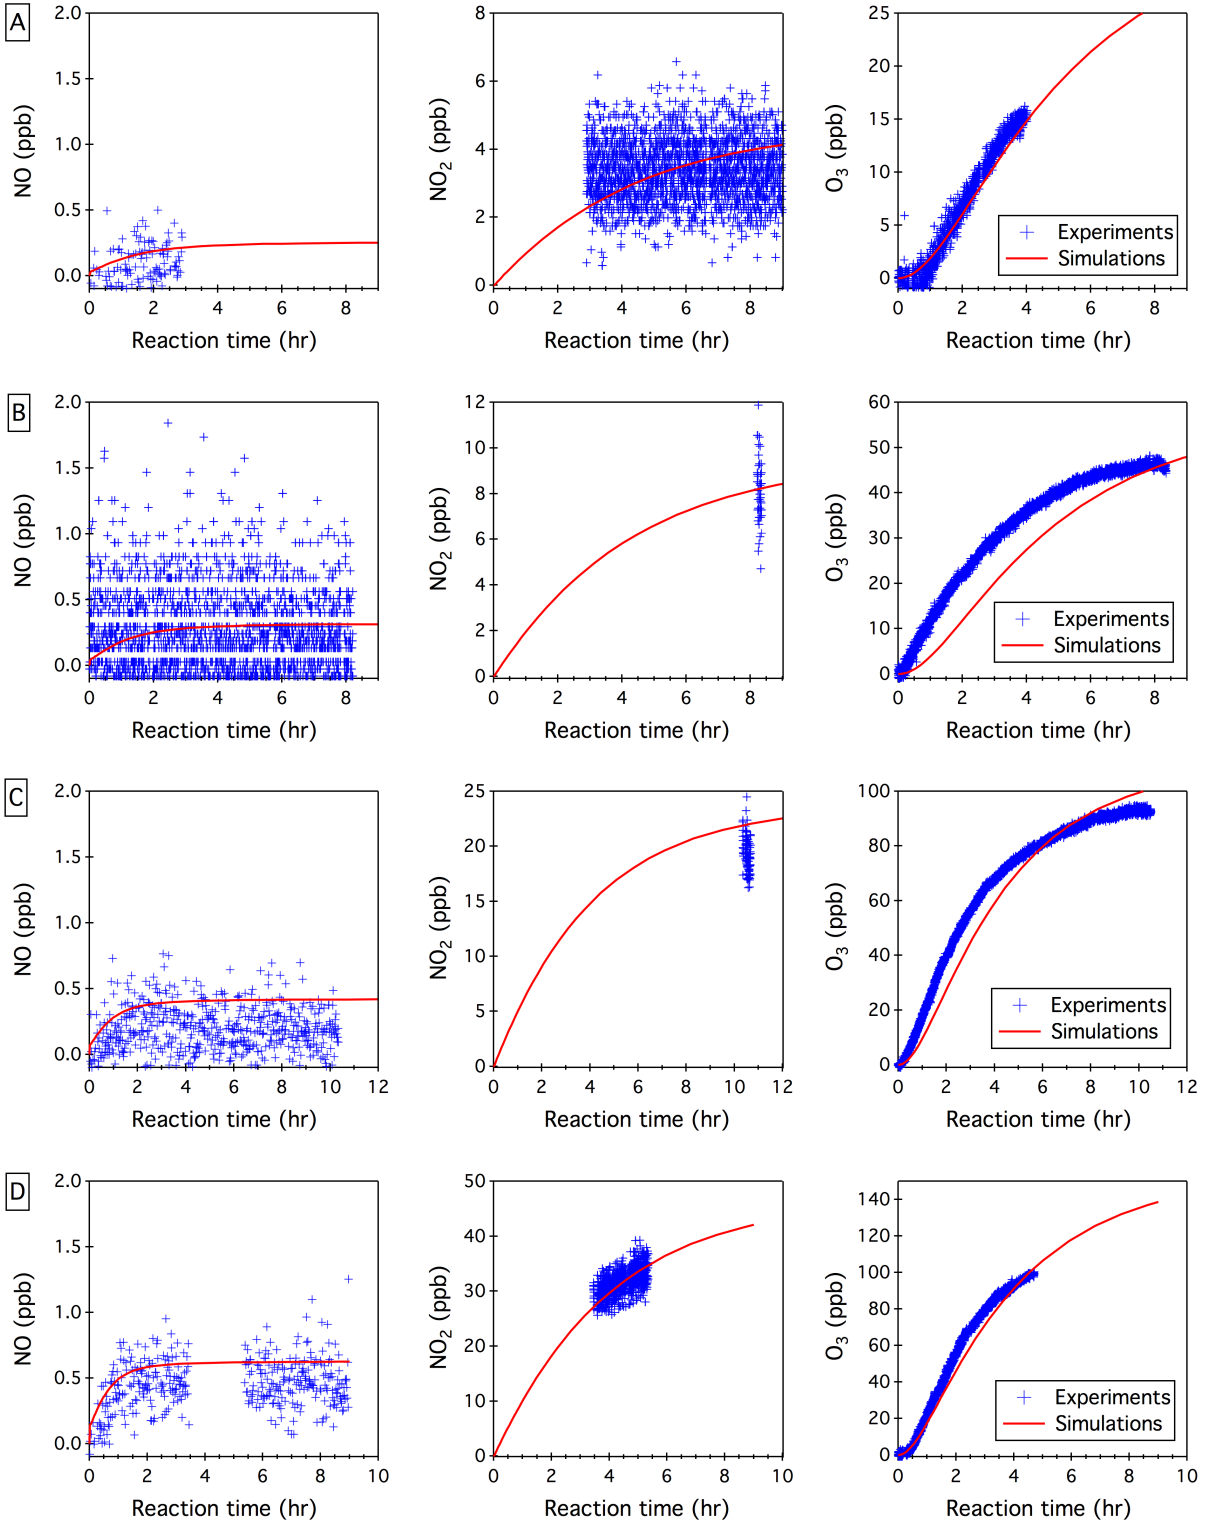 A
2.0
1.5
1.0
0.5
0.0
NO (ppb)
0 2 4 6 8
Reaction time (hr)
8
6
4
2
0
NO2 (ppb)
0 2 4 6 8
Reaction time (hr)
25
20
15
10
5
0
O3 (ppb)
Experiments
Simulations
0 2 4 6 8
Reaction time (hr)
B
2.0
1.5
1.0
0.5
0.0
NO (ppb)
0 2 4 6 8
Reaction time (hr)
12
10
8
6
4
2
0
NO2 (ppb)
0 2 4 6 8
Reaction time (hr)
60
50
40
30
20
10
0
O3 (ppb)
Experiments
Simulations
0 2 4 6 8
Reaction time (hr)
C
2.0
1.5
1.0
0.5
0.0
NO (ppb)
0 2 4 6 8 10 12
Reaction time (hr)
25
20
15
10
5
0
NO2 (ppb)
0 2 4 6 8 10 12
Reaction time (hr)
100
80
60
40
20
0
O3 (ppb)
Experiments
Simulations
0 2 4 6 8 10 12
Reaction time (hr)
D
2.0
1.5
1.0
0.5
0.0
NO (ppb)
0 2 4 6 8 10
Reaction time (hr)
50
40
30
20
10
0
NO2 (ppb)
0 2 4 6 8 10
Reaction time (hr)
140
120
100
80
60
40
20
0
O3 (ppb)
Experiments
Simulations
0 2 4 6 8 10
Reaction time (hr)